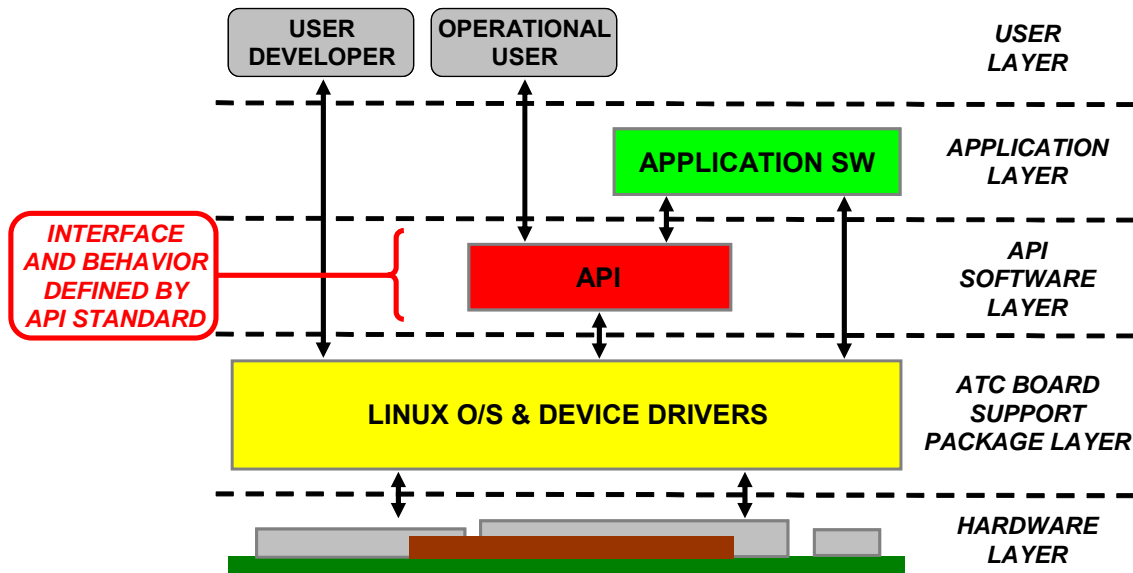 USER
DEVELOPER
OPERATIONAL
USER
USER
LAYER
APPLICATION SW
APPLICATION
LAYER
INTERFACE
AND BEHAVIOR
DEFINED BY
API STANDARD
API
API
SOFTWARE
LAYER
LINUX O/S & DEVICE DRIVERS
ATC BOARD
SUPPORT
PACKAGE LAYER
HARDWARE
LAYER